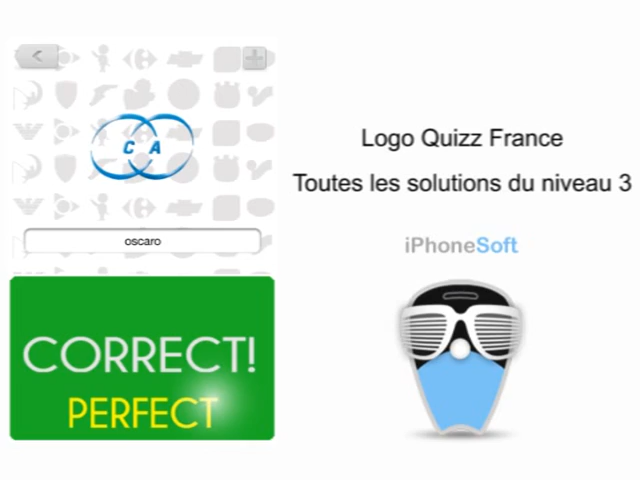 C A
oscaro
CORRECT!
PERFECT
Logo Quizz France
Toutes les solutions du niveau 3
iPhoneSoft